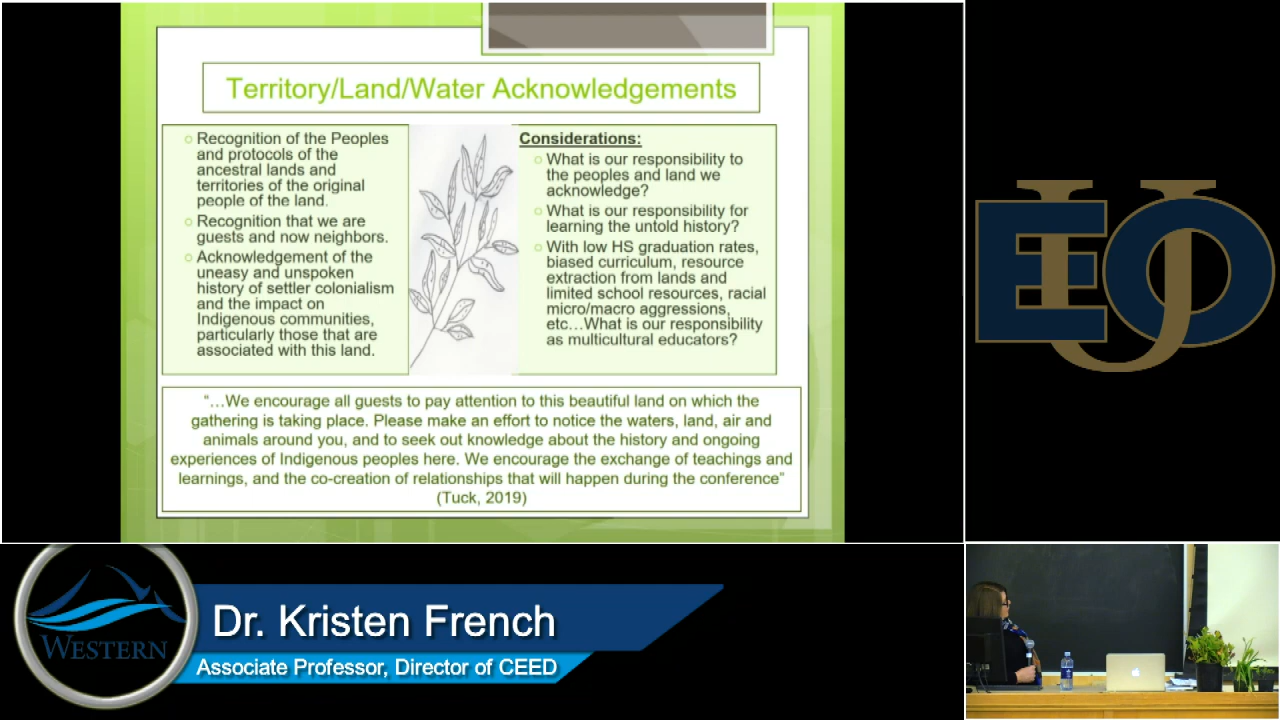 Territory/Land/Water Acknowledgements
Recognition of the Peoples
and protocols of the
ancestral lands and
territories of the original
people of the land.
Recognition that we are
guests and now neighbors.
Acknowledgement of the
uneasy and unspoken
history of settler colonialism
and the impact on
Indigenous communities,
particularly those that are
associated with this land.
Considerations:
What is our responsibility to
the peoples and land we
acknowledge?
What is our responsibility for
learning the untold history?
With low HS graduation rates,
biased curriculum, resource
extraction from lands and
limited school resources, racial
micro/macro aggressions,
etc…What is our responsibility
as multicultural educators?
“…We encourage all guests to pay attention to this beautiful land on which the
gathering is taking place. Please make an effort to notice the waters, land, air and
animals around you, and to seek out knowledge about the history and ongoing
experiences of Indigenous peoples here. We encourage the exchange of teachings and
learnings, and the co-creation of relationships that will happen during the conference”
(Tuck, 2019)
EUO
WESTERN
Dr. Kristen French
Associate Professor, Director of CEED